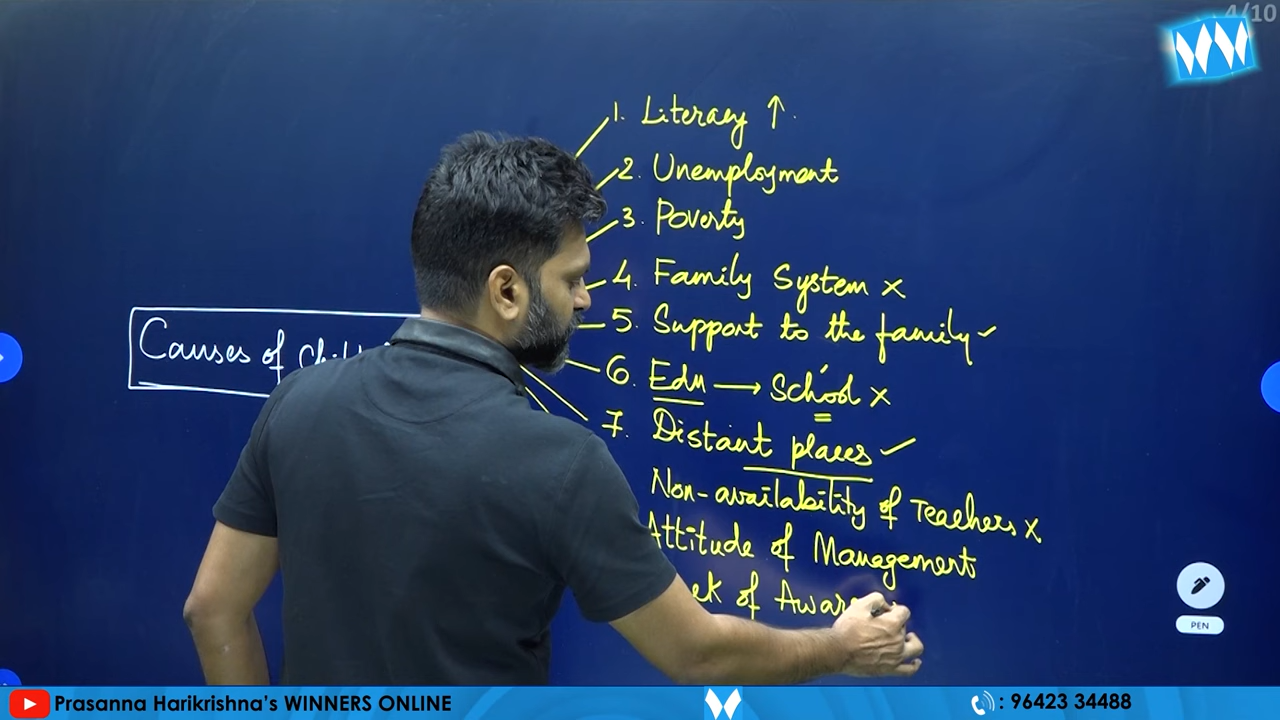 4/10
1. Literacy ↑
2. Unemployment
3. Poverty
4. Family System x
5. Support to the family ✓
Causes of
6. Edn → School x
7. Distant places ✓
Non-availability of Teachers x
Attitude of Management
of
PEN
Prasanna Harikrishna's WINNERS ONLINE
: 96423 34488